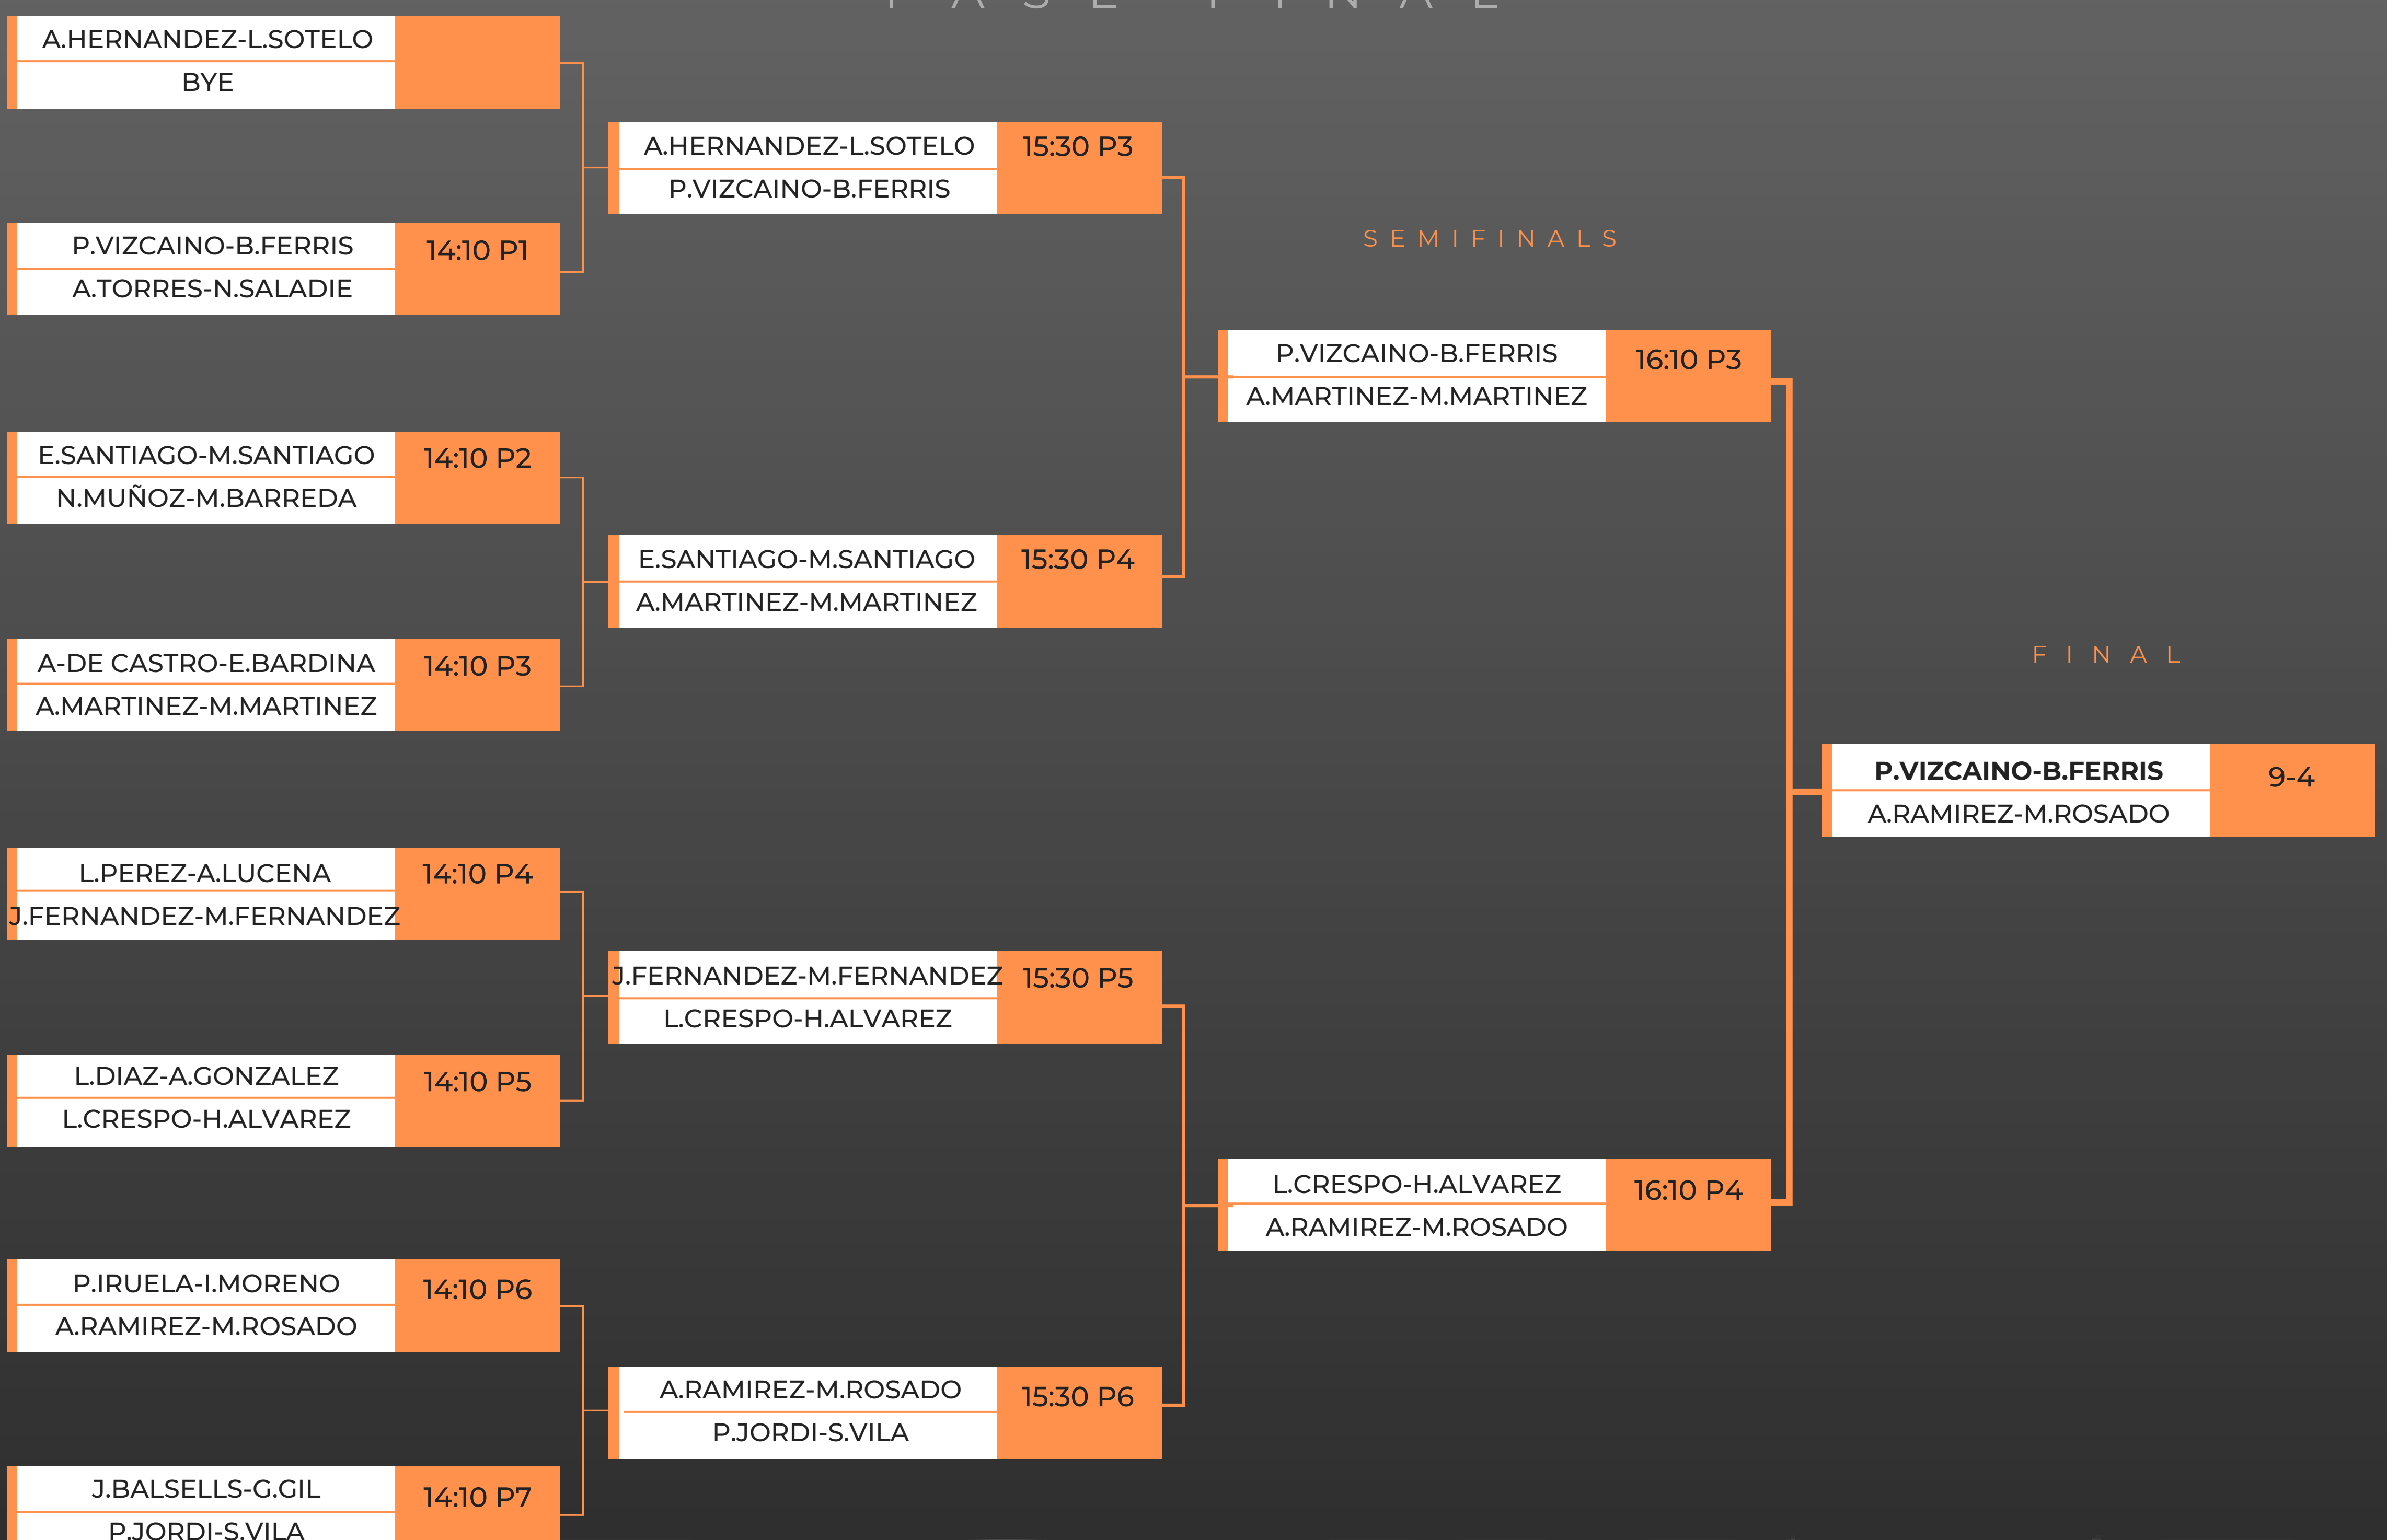 FASE FINAL
A.HERNANDEZ-L.SOTELO
BYE
P.VIZCAINO-B.FERRIS
A.TORRES-N.SALADIE
14:10 P1
E.SANTIAGO-M.SANTIAGO
N.MUÑOZ-M.BARREDA
14:10 P2
A-DE CASTRO-E.BARDINA
A.MARTINEZ-M.MARTINEZ
14:10 P3
L.PEREZ-A.LUCENA
J.FERNANDEZ-M.FERNANDEZ
14:10 P4
L.DIAZ-A.GONZALEZ
L.CRESPO-H.ALVAREZ
14:10 P5
P.IRUELA-I.MORENO
A.RAMIREZ-M.ROSADO
14:10 P6
J.BALSELLS-G.GIL
P.JORDI-S.VILA
14:10 P7
A.HERNANDEZ-L.SOTELO
P.VIZCAINO-B.FERRIS
15:30 P3
E.SANTIAGO-M.SANTIAGO
A.MARTINEZ-M.MARTINEZ
15:30 P4
J.FERNANDEZ-M.FERNANDEZ
L.CRESPO-H.ALVAREZ
15:30 P5
A.RAMIREZ-M.ROSADO
P.JORDI-S.VILA
15:30 P6
SEMIFINALS
P.VIZCAINO-B.FERRIS
A.MARTINEZ-M.MARTINEZ
16:10 P3
L.CRESPO-H.ALVAREZ
A.RAMIREZ-M.ROSADO
16:10 P4
FINAL
P.VIZCAINO-B.FERRIS
A.RAMIREZ-M.ROSADO
9-4